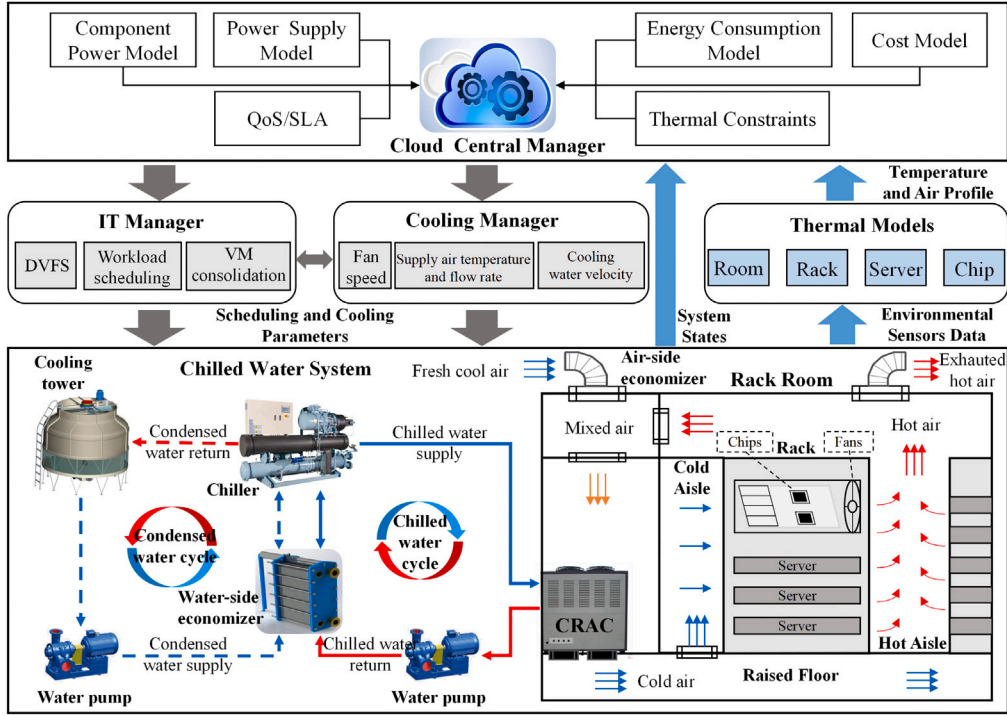 Component
Power Model
Power Supply
Model
Energy Consumption
Model
Cost Model
QoS/SLA
Thermal Constraints
Cloud Central Manager
Temperature
and Air Profile
IT Manager
DVFS
Workload
scheduling
VM
consolidation
Cooling Manager
Fan
speed
Supply air temperature
and flow rate
Cooling
water velocity
Thermal Models
Room
Rack
Server
Chip
Scheduling and Cooling
Parameters
System
States
Environmental
Sensors Data
Cooling
tower
Chilled Water System
Fresh cool air
Air-side
economizer
Rack Room
Exhauted
hot air
Condensed
water return
Chiller
Chilled water
supply
Mixed air
Cold
Aisle
Chips
Rack
Fans
Hot air
Condensed
water cycle
Chilled
water
cycle
Water-side
economizer
Server
Server
Server
CRAC
Condensed
water supply
Chilled water
return
Water pump
Water pump
Hot Aisle
Cold air
Raised Floor